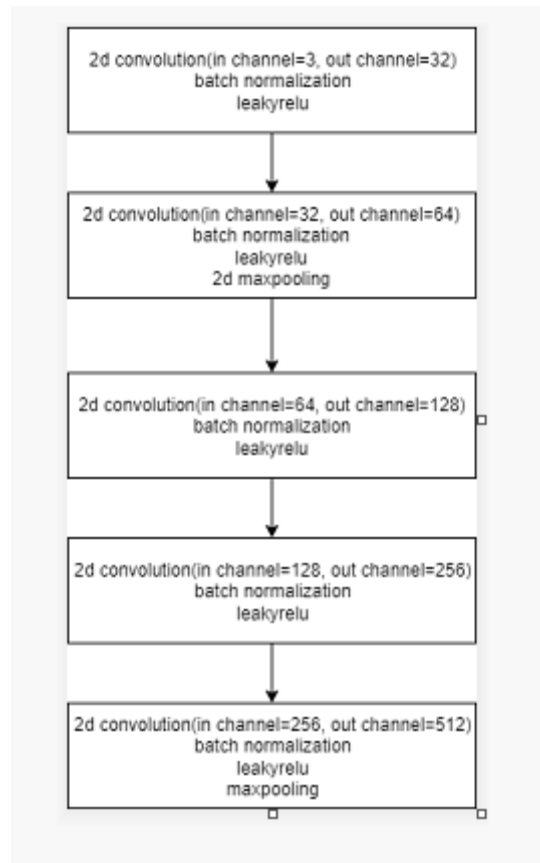 2d convolution(in channel=3, out channel=32)
batch normalization
leakyrelu
2d convolution(in channel=32, out channel=64)
batch normalization
leakyrelu
2d maxpooling
2d convolution(in channel=64, out channel=128)
batch normalization
leakyrelu
2d convolution(in channel=128, out channel=256)
batch normalization
leakyrelu
2d convolution(in channel=256, out channel=512)
batch normalization
leakyrelu
maxpooling